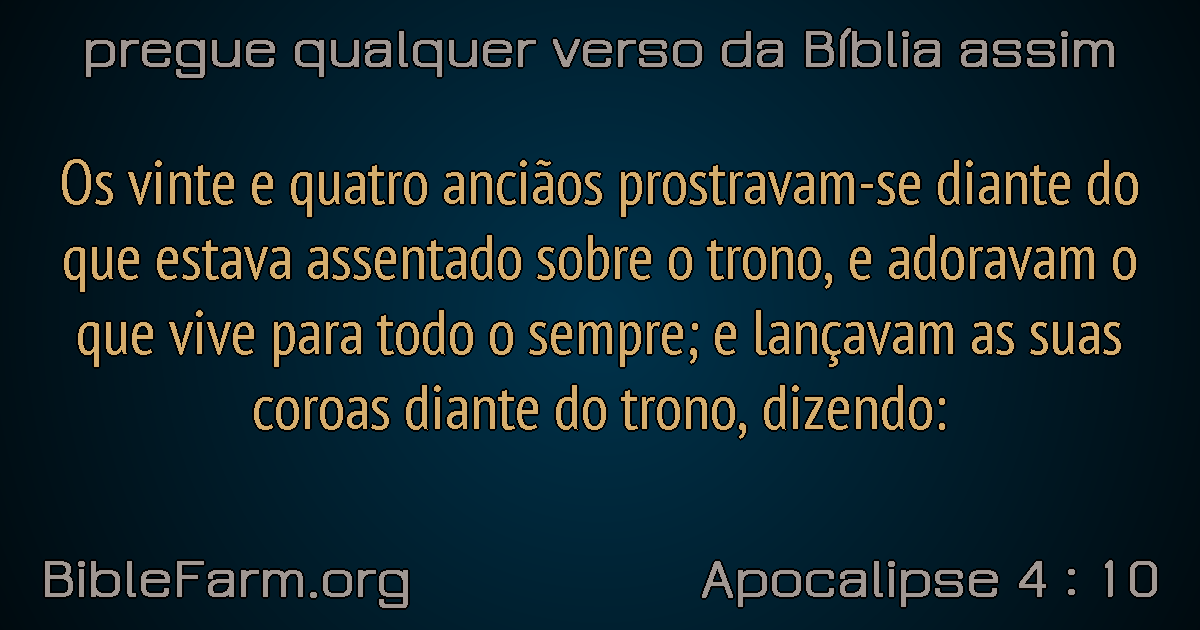 pregue qualquer verso da Bíblia assim
Os vinte e quatro anciãos prostravam-se diante do
que estava assentado sobre o trono, e adoravam o
que vive para todo o sempre; e lançavam as suas
coroas diante do trono, dizendo:
BibleFarm.org
Apocalipse 4 : 10